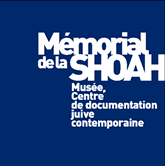 Mémorial
de la SHOAH
Musée,
Centre
de documentation
juive
contemporaine